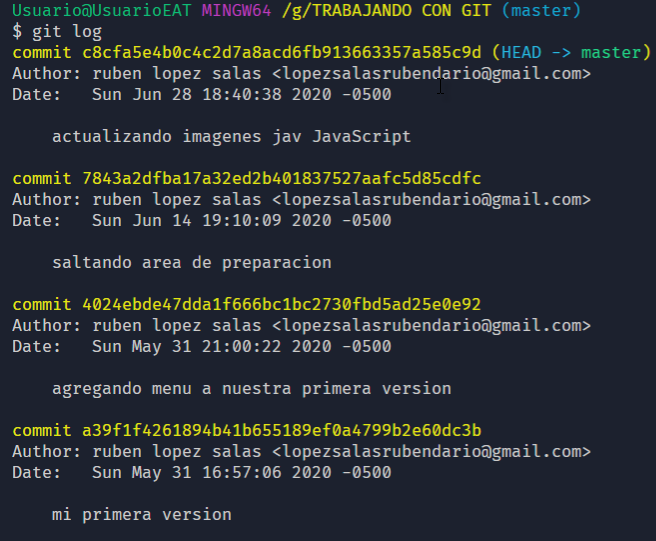 Usuario@UsuarioEAT MINGW64 /g/TRABAJANDO CON GIT (master)
$ git log
commit c8cfa5e4b0c4c2d7a8acd6fb913663357a585c9d (HEAD -> master)
Author: ruben lopez salas <lopezsalasrubendario@gmail.com>
Date:   Sun Jun 28 18:40:38 2020 -0500
actualizando imagenes jav JavaScript
commit 7843a2dfba17a32ed2b401837527aafc5d85cdfc
Author: ruben lopez salas <lopezsalasrubendario@gmail.com>
Date:   Sun Jun 14 19:10:09 2020 -0500
saltando area de preparacion
commit 4024ebde47dda1f666bc1bc2730fbd5ad25e0e92
Author: ruben lopez salas <lopezsalasrubendario@gmail.com>
Date:   Sun May 31 21:00:22 2020 -0500
agregando menu a nuestra primera version
commit a39f1f4261894b41b655189ef0a4799b2e60dc3b
Author: ruben lopez salas <lopezsalasrubendario@gmail.com>
Date:   Sun May 31 16:57:06 2020 -0500
mi primera version